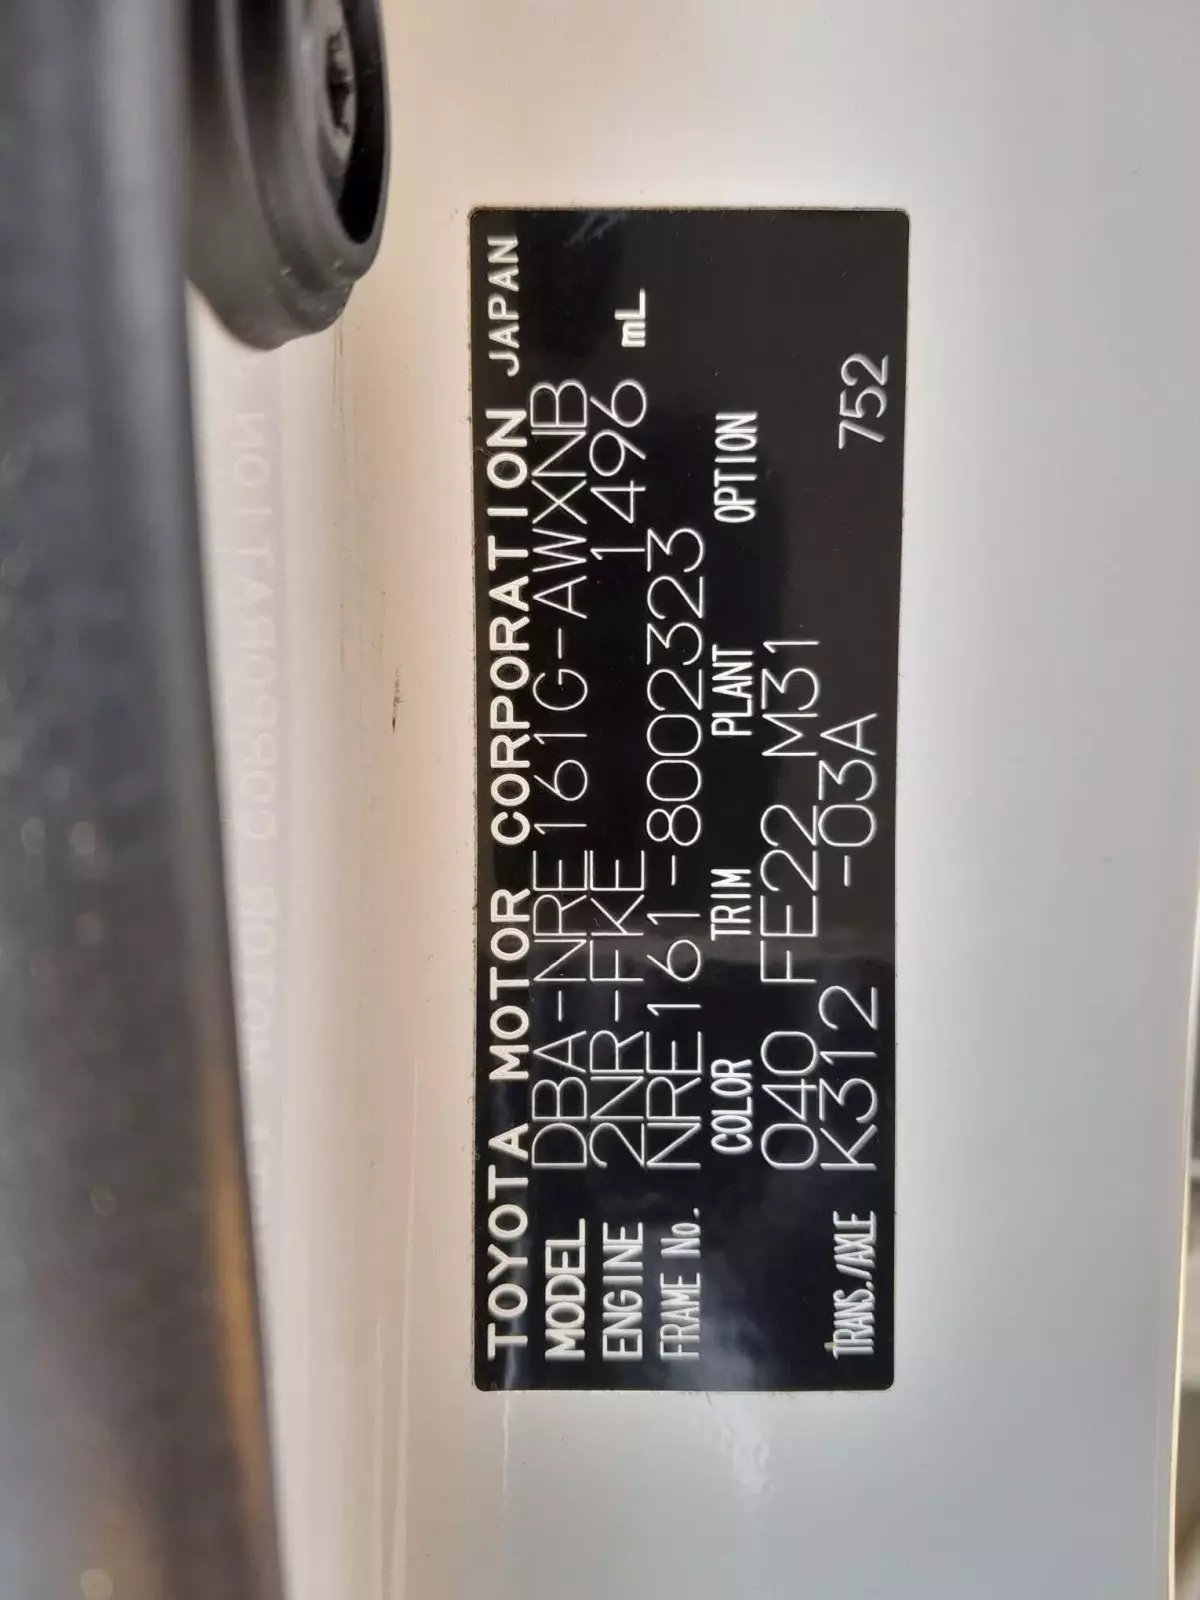 TOYOTA MOTOR CORPORATION JAPAN
MODEL DBA-NRE161G-AWXNB
ENGINE 2NR-FKE 1496 mL
FRAME No. NRE161-8002323
COLOR TRIM PLANT OPTION
040 FE22 M31
TRANS./AXLE K312 -03A 752